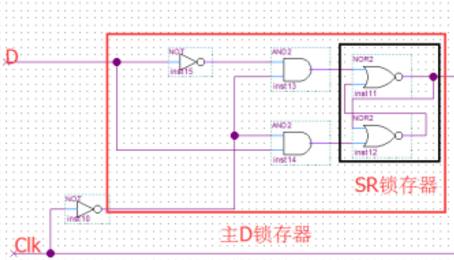 NOR2
D
NOT
AND2
inst15
inst13
inst11
AND2
NOR2
inst14
inst12
NOT
SR锁存器
inst10
主D锁存器
Clk